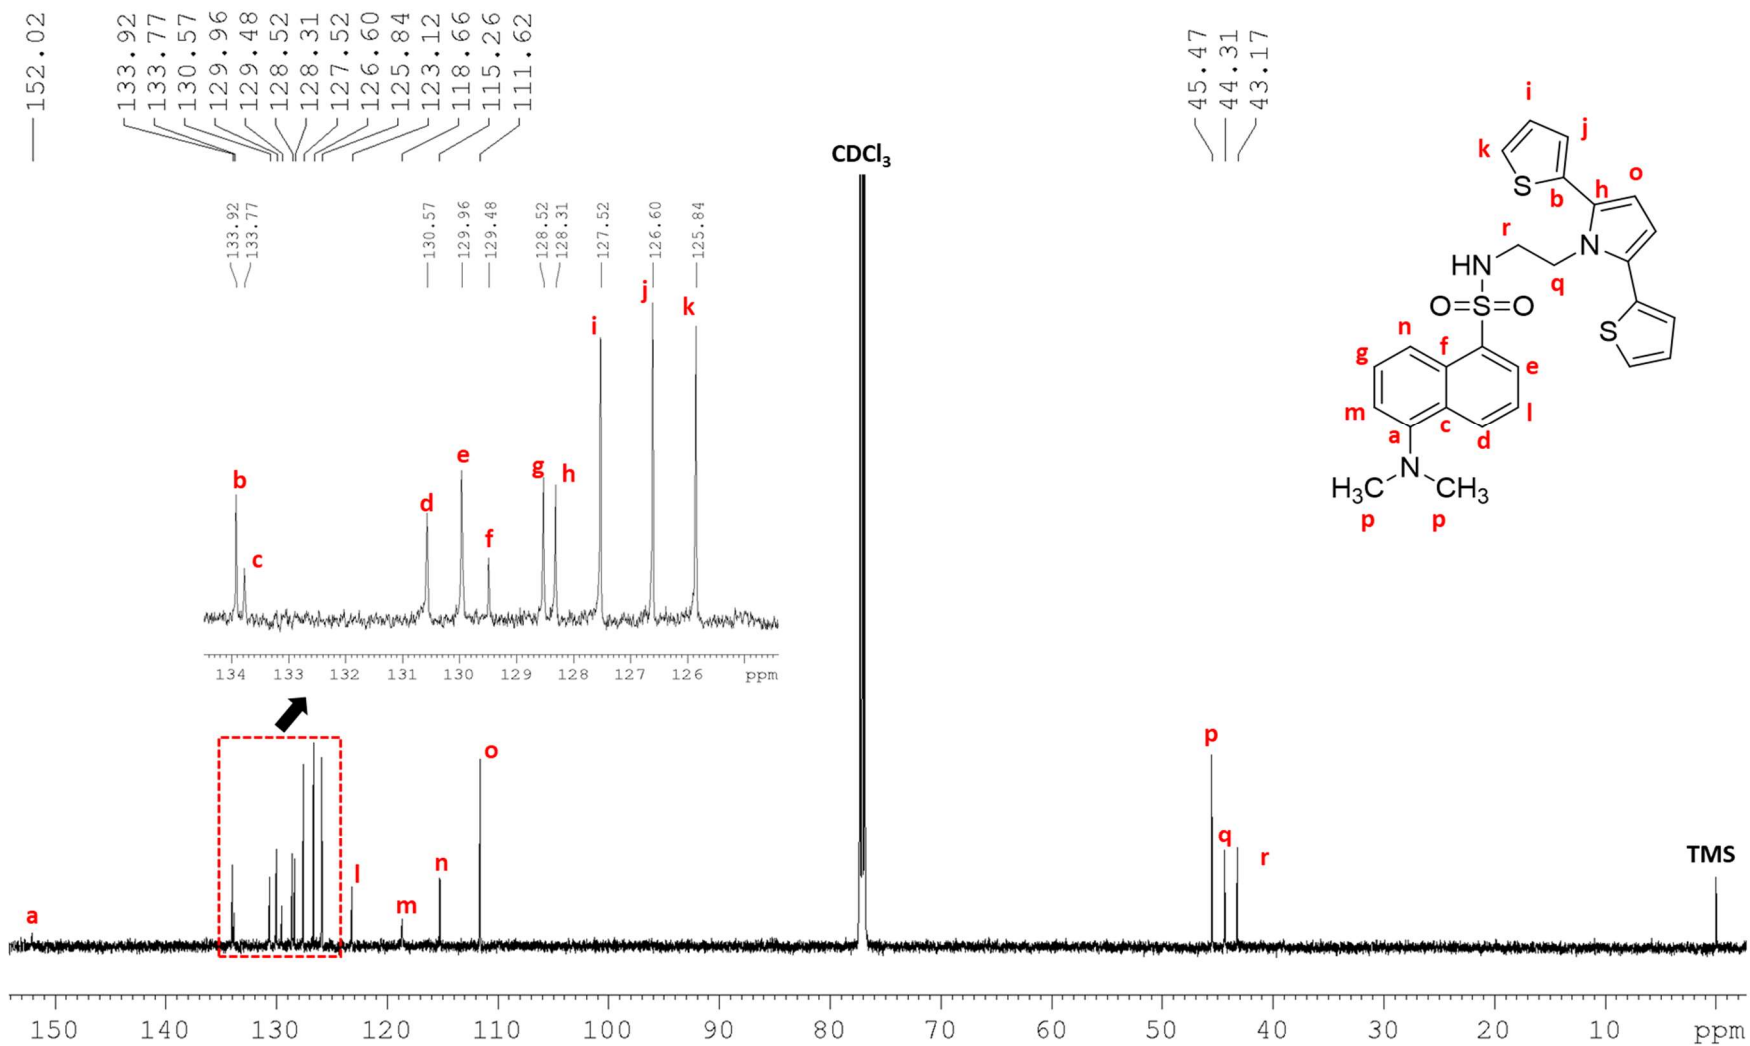 152.02
133.92
133.77
130.57
129.96
129.48
128.52
128.31
127.52
126.60
125.84
123.12
118.66
115.26
111.62
45.47
44.31
43.17
CDCl3
133.92
133.77
130.57
129.96
129.48
128.52
128.31
127.52
126.60
125.84
b
c
d
e
f
g
h
i
j
k
134 133 132 131 130 129 128 127 126 ppm
i
j
k
S
b
h
o
r
N
HN
q
O=S=O
S
n
f
g
e
m
l
a
c
d
N
H3C
CH3
p
p
a
l
m
n
o
p
q
r
TMS
150 140 130 120 110 100 90 80 70 60 50 40 30 20 10 ppm